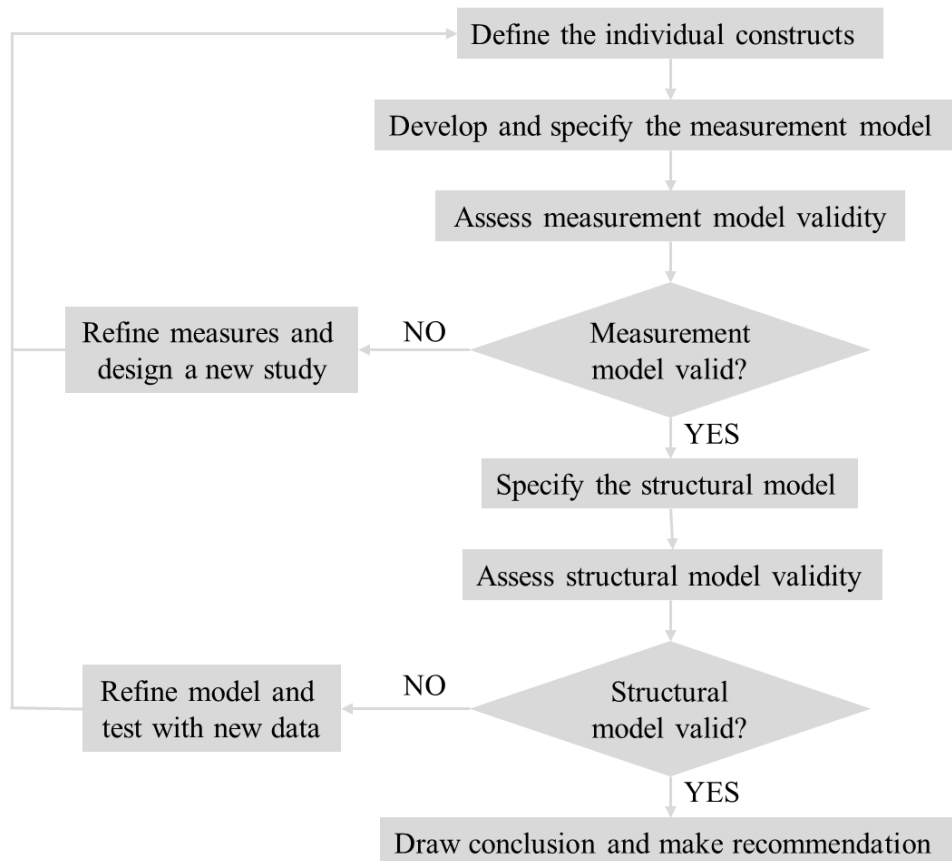 Define the individual constructs
Develop and specify the measurement model
Assess measurement model validity
Measurement
model valid?
NO
Refine measures and
design a new study
YES
Specify the structural model
Assess structural model validity
Structural
model valid?
NO
Refine model and
test with new data
YES
Draw conclusion and make recommendation